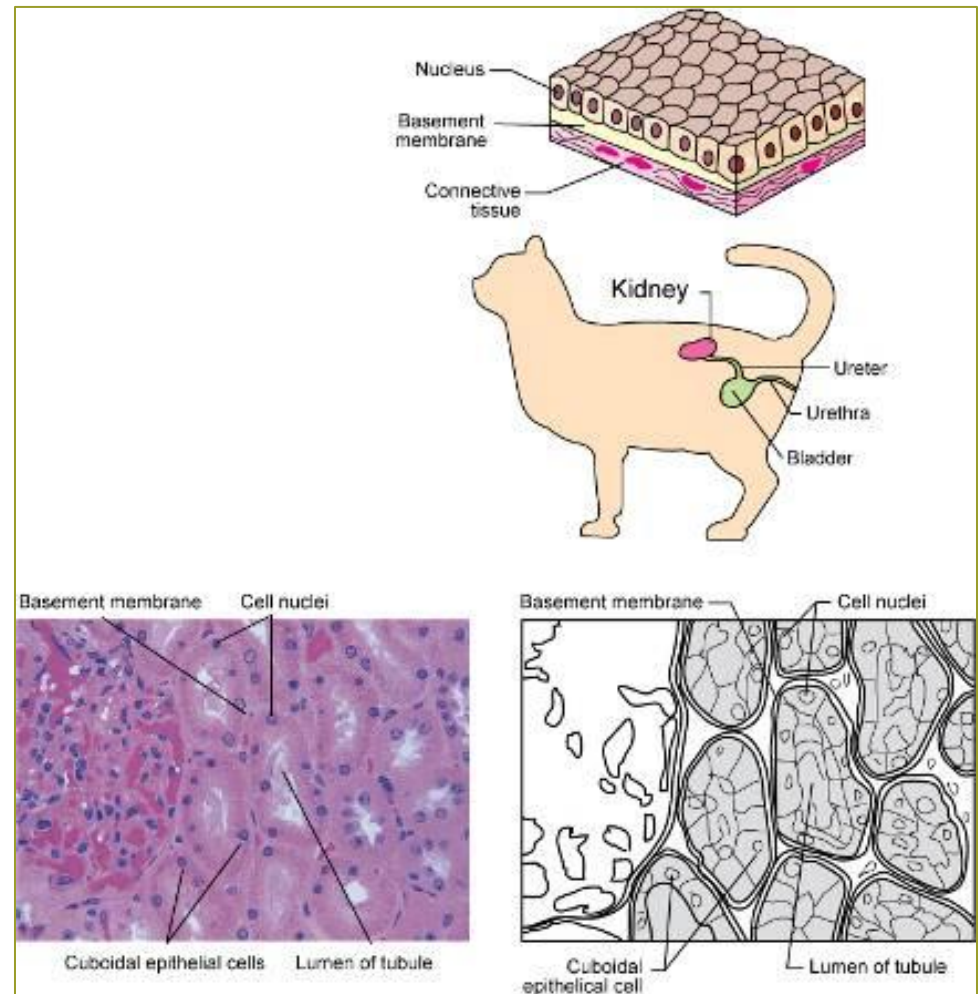 Nucleus
Basement
membrane
Connective
tissue
Kidney
Ureter
Urethra
Bladder
Basement membrane
Cell nuclei
Cuboidal epithelial cells
Lumen of tubule
Basement membrane
Cell nuclei
Cuboidal
epithelical cell
Lumen of tubule